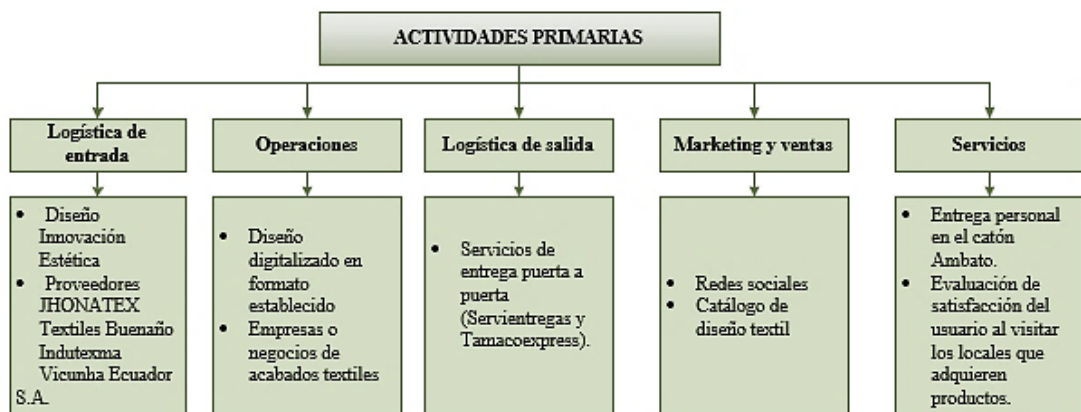 ACTIVIDADES PRIMARIAS
Logística de
entrada
Operaciones
Logística de salida
Marketing y ventas
Servicios
• Diseño
Innovación
Estética
• Proveedores
JHONATEX
Textiles Buenaño
Indutexma
Vicunha Ecuador
S.A.
• Diseño
digitalizado en
formato
establecido
• Empresas o
negocios de
acabados textiles
• Servicios de
entrega puerta a
puerta
(Servientregas y
Tamacoexpress).
• Redes sociales
• Catálogo de
diseño textil
• Entrega personal
en el catón
Ambato.
• Evaluación de
satisfacción del
usuario al visitar
los locales que
adquieren
productos.